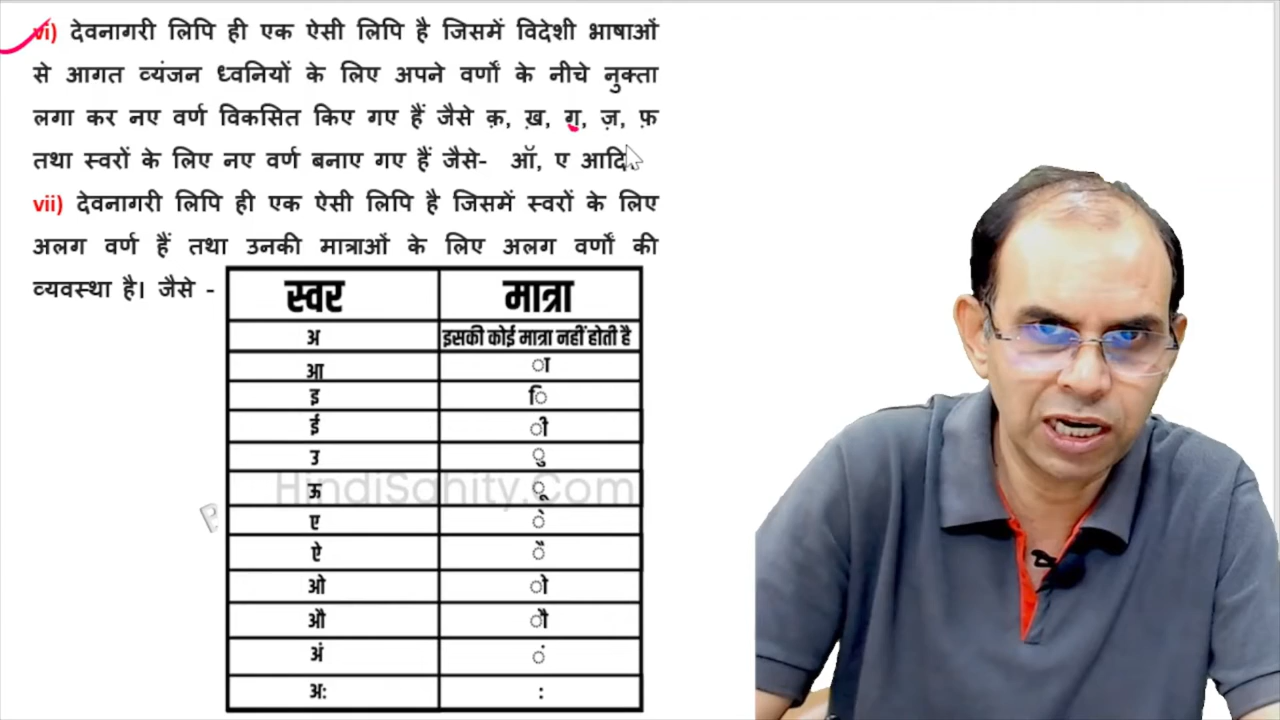 vi) देवनागरी लिपि ही एक ऐसी लिपि है जिसमें विदेशी भाषाओं
से आगत व्यंजन ध्वनियों के लिए अपने वर्णों के नीचे नुक्ता
लगा कर नए वर्ण विकसित किए गए हैं जैसे क़, ख़, ग़, ज़, फ़
तथा स्वरों के लिए नए वर्ण बनाए गए हैं जैसे- ऑ, ए आदि
vii) देवनागरी लिपि ही एक ऐसी लिपि है जिसमें स्वरों के लिए
अलग वर्ण हैं तथा उनकी मात्राओं के लिए अलग वर्णों की
व्यवस्था है। जैसे -
स्वर मात्रा
अ इसकी कोई मात्रा नहीं होती है
आ ा
इ ि
ई ी
उ ु
HindiSahity.Com
ऊ ू
ए े
ऐ ै
ओ ो
औ ौ
अं ं
अः :